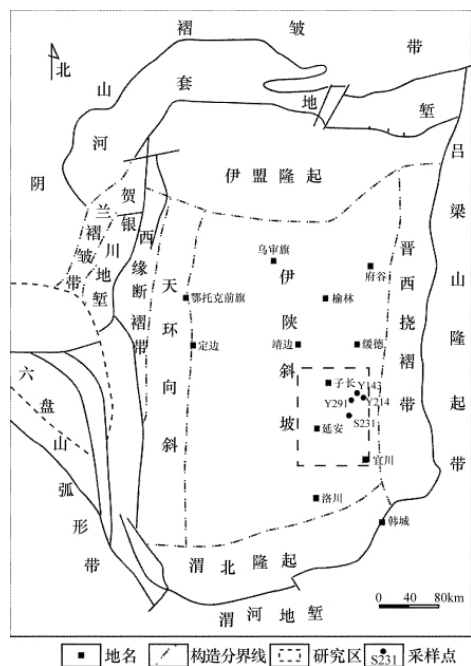 褶皱带
北
阴山
河套地堑
吕梁山隆起带
伊盟隆起
贺兰褶皱带
银川地堑
西缘断褶带
天环向斜
伊陕斜坡
晋西挠褶带
乌审旗
府谷
鄂托克前旗
榆林
定边
靖边
绥德
子长
Y143
Y291
Y214
S231
延安
宜川
洛川
韩城
六盘山弧形带
渭北隆起
渭河地堑
0 40 80km
地名 构造分界线 研究区 S231 采样点